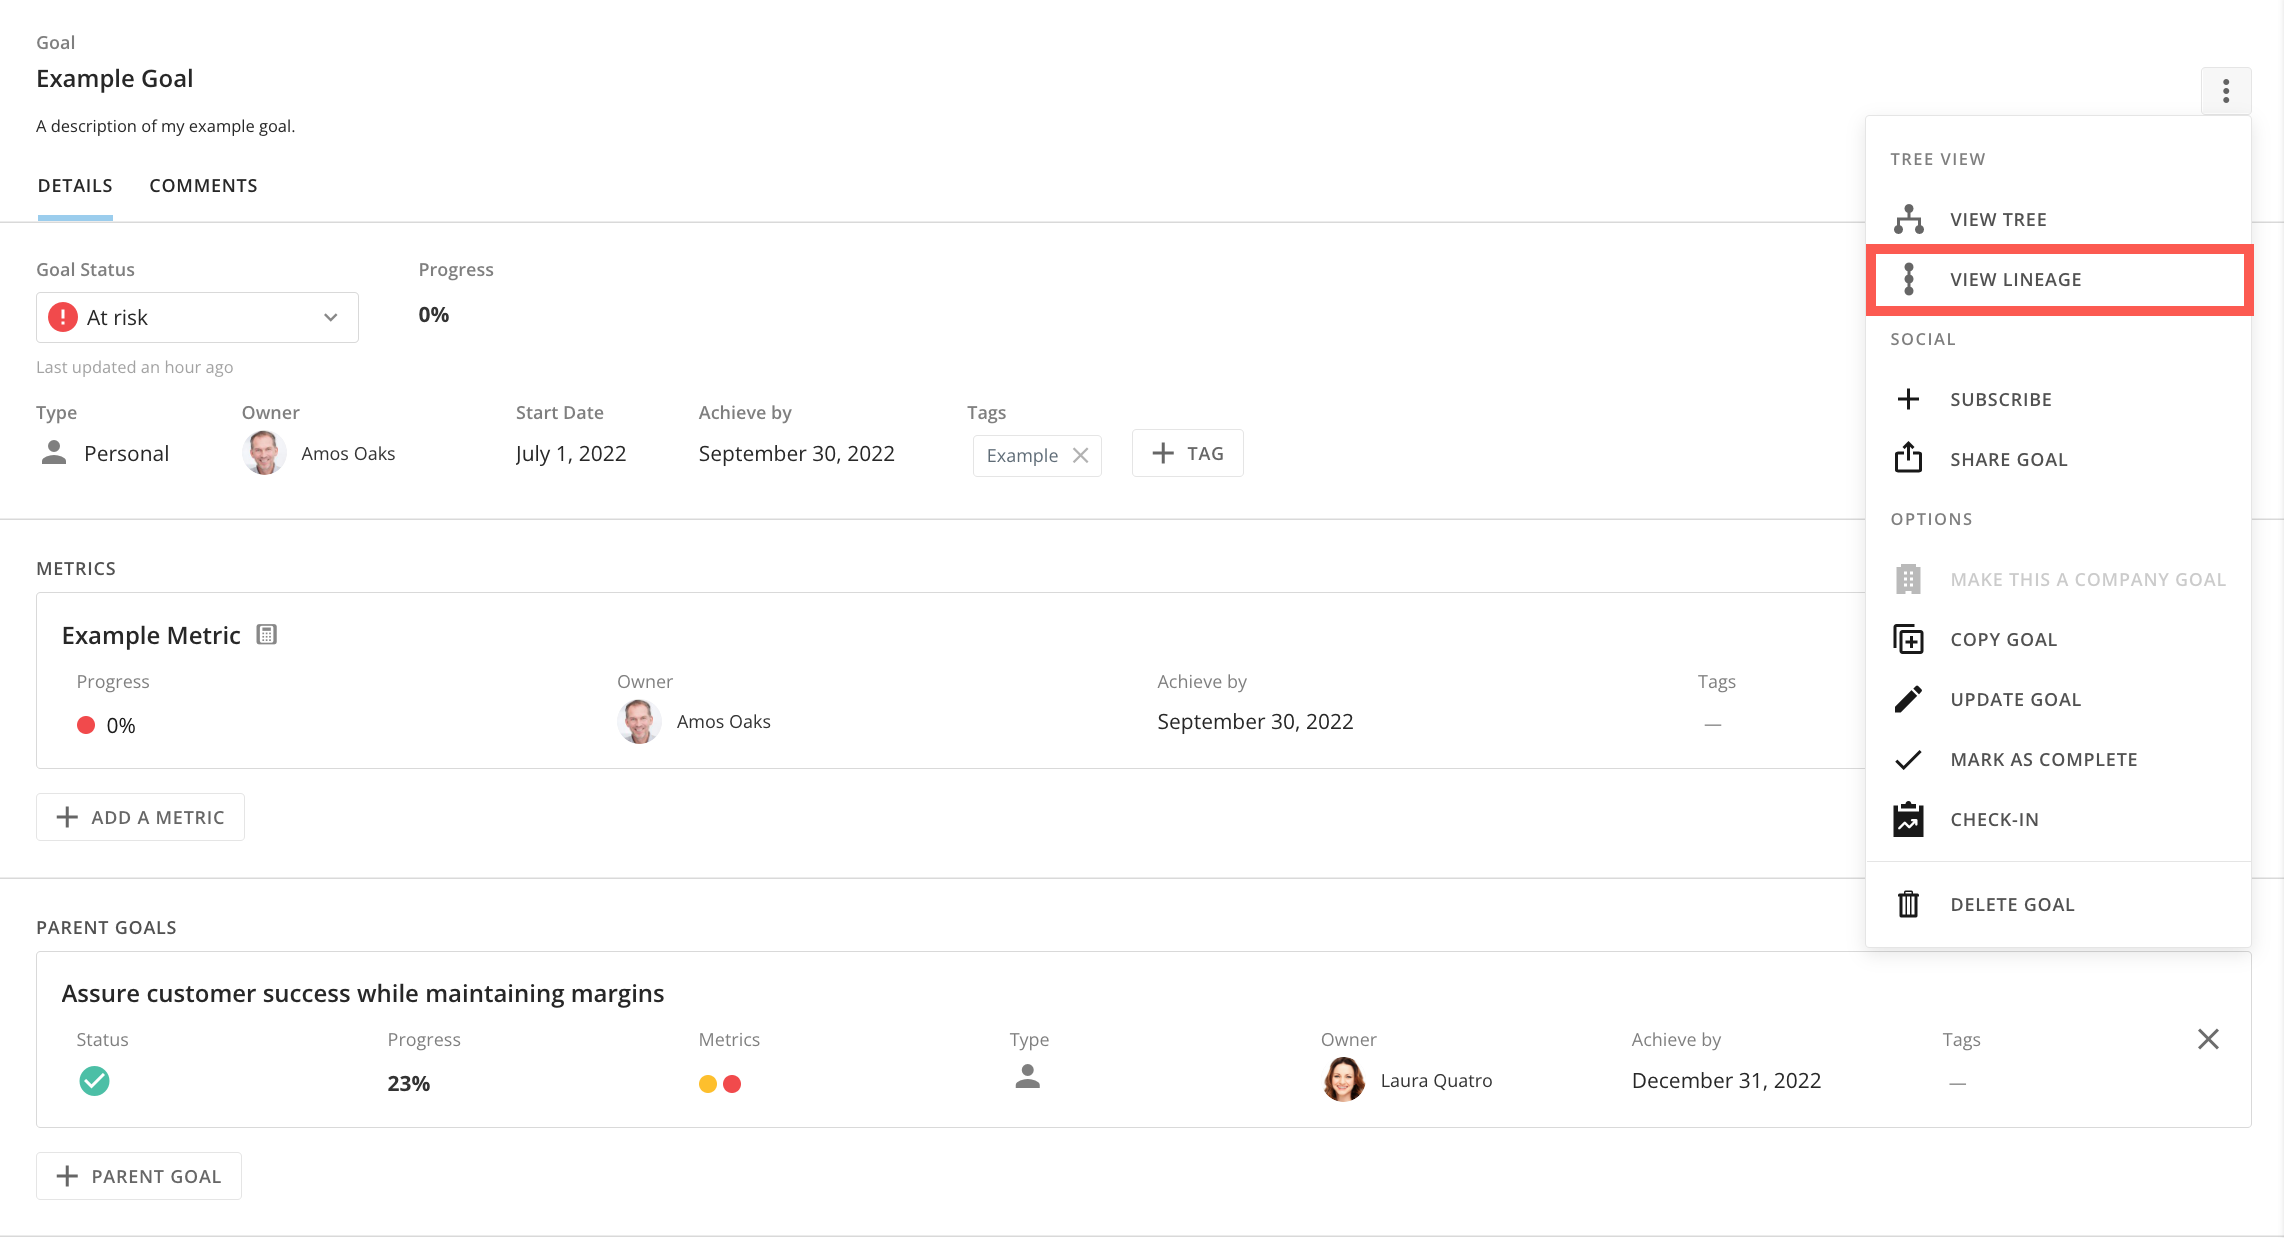 Goal
Example Goal
A description of my example goal.
DETAILS COMMENTS
TREE VIEW
VIEW TREE
VIEW LINEAGE
SOCIAL
SUBSCRIBE
SHARE GOAL
OPTIONS
MAKE THIS A COMPANY GOAL
COPY GOAL
UPDATE GOAL
MARK AS COMPLETE
CHECK-IN
DELETE GOAL
Goal Status Progress
At risk 0%
Last updated an hour ago
Type Owner Start Date Achieve by Tags
Personal Amos Oaks July 1, 2022 September 30, 2022 Example TAG
METRICS
Example Metric
Progress Owner Achieve by Tags
0% Amos Oaks September 30, 2022 —
ADD A METRIC
PARENT GOALS
Assure customer success while maintaining margins
Status Progress Metrics Type Owner Achieve by Tags
23% Laura Quatro December 31, 2022 —
PARENT GOAL